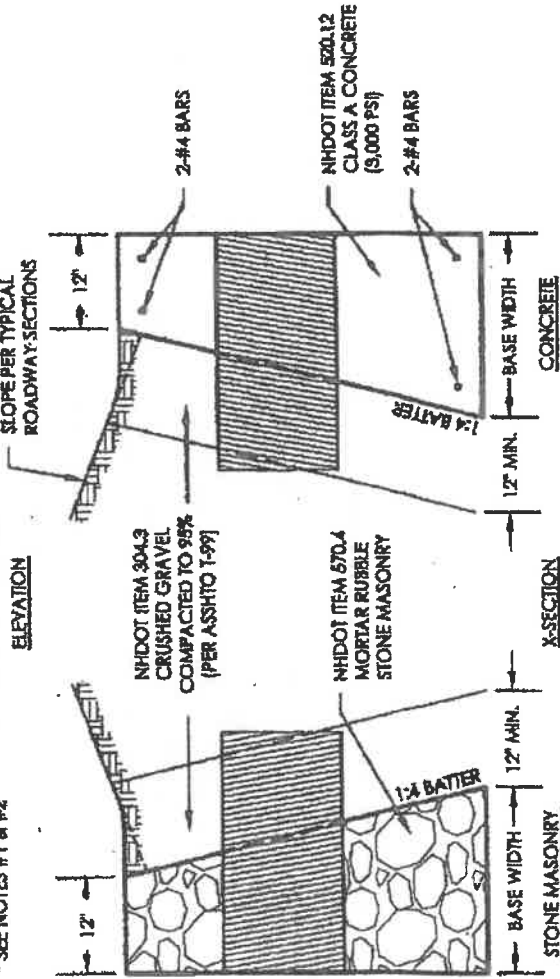 SEE NOTES #1 & #2
ELEVATION
SLOPE PER TYPICAL
ROADWAY SECTIONS
12"
12"
2-#4 BARS
NHDOT ITEM 304.3
CRUSHED GRAVEL
COMPACTED TO 95%
(PER ASSHTO T-99)
NHDOT ITEM 520.12
CLASS A CONCRETE
(3,000 PSI)
2-#4 BARS
NHDOT ITEM 570.4
MORTAR RUBBLE
STONE MASONRY
1:4 BATTER
1:4 BATTER
BASE WIDTH
12" MIN.
12" MIN.
BASE WIDTH
STONE MASONRY
X-SECTION
CONCRETE